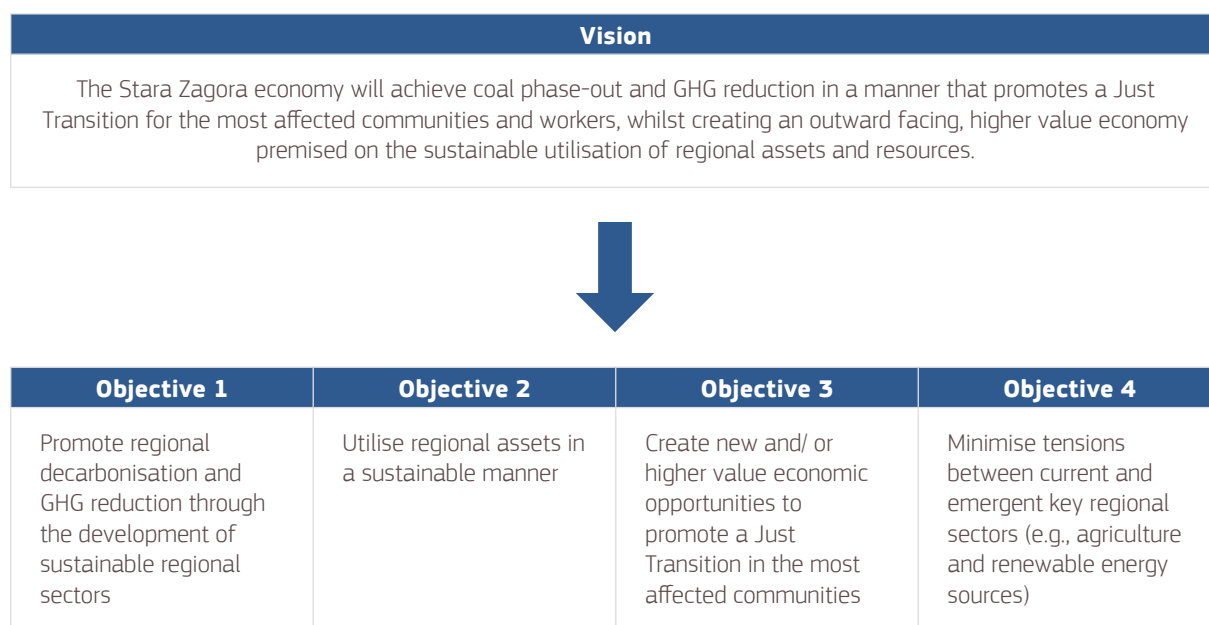 Vision
The Stara Zagora economy will achieve coal phase-out and GHG reduction in a manner that promotes a Just
Transition for the most affected communities and workers, whilst creating an outward facing, higher value economy
premised on the sustainable utilisation of regional assets and resources.
Objective 1
Promote regional
decarbonisation and
GHG reduction through
the development of
sustainable regional
sectors
Objective 2
Utilise regional assets in
a sustainable manner
Objective 3
Create new and/ or
higher value economic
opportunities to
promote a Just
Transition in the most
affected communities
Objective 4
Minimise tensions
between current and
emergent key regional
sectors (e.g., agriculture
and renewable energy
sources)